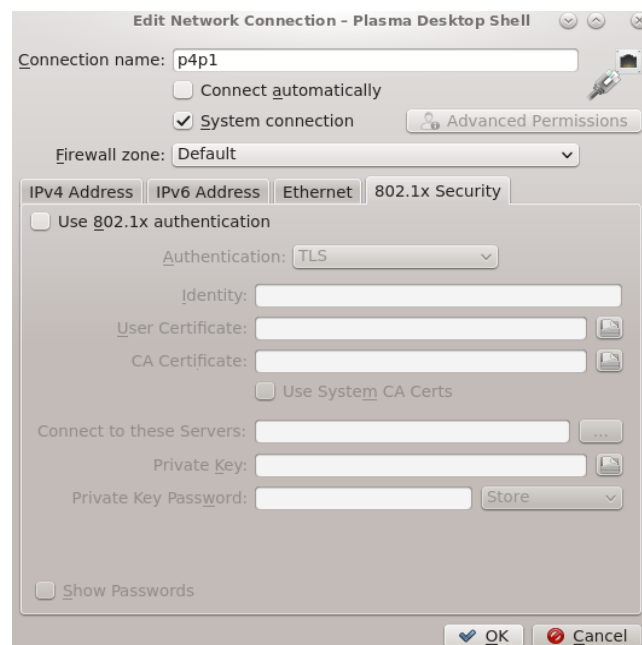 Edit Network Connection – Plasma Desktop Shell
Connection name: p4p1
Connect automatically
System connection Advanced Permissions
Firewall zone: Default
IPv4 Address IPv6 Address Ethernet 802.1x Security
Use 802.1x authentication
Authentication: TLS
Identity:
User Certificate:
CA Certificate:
Use System CA Certs
Connect to these Servers: ...
Private Key:
Private Key Password: Store
Show Passwords
OK Cancel